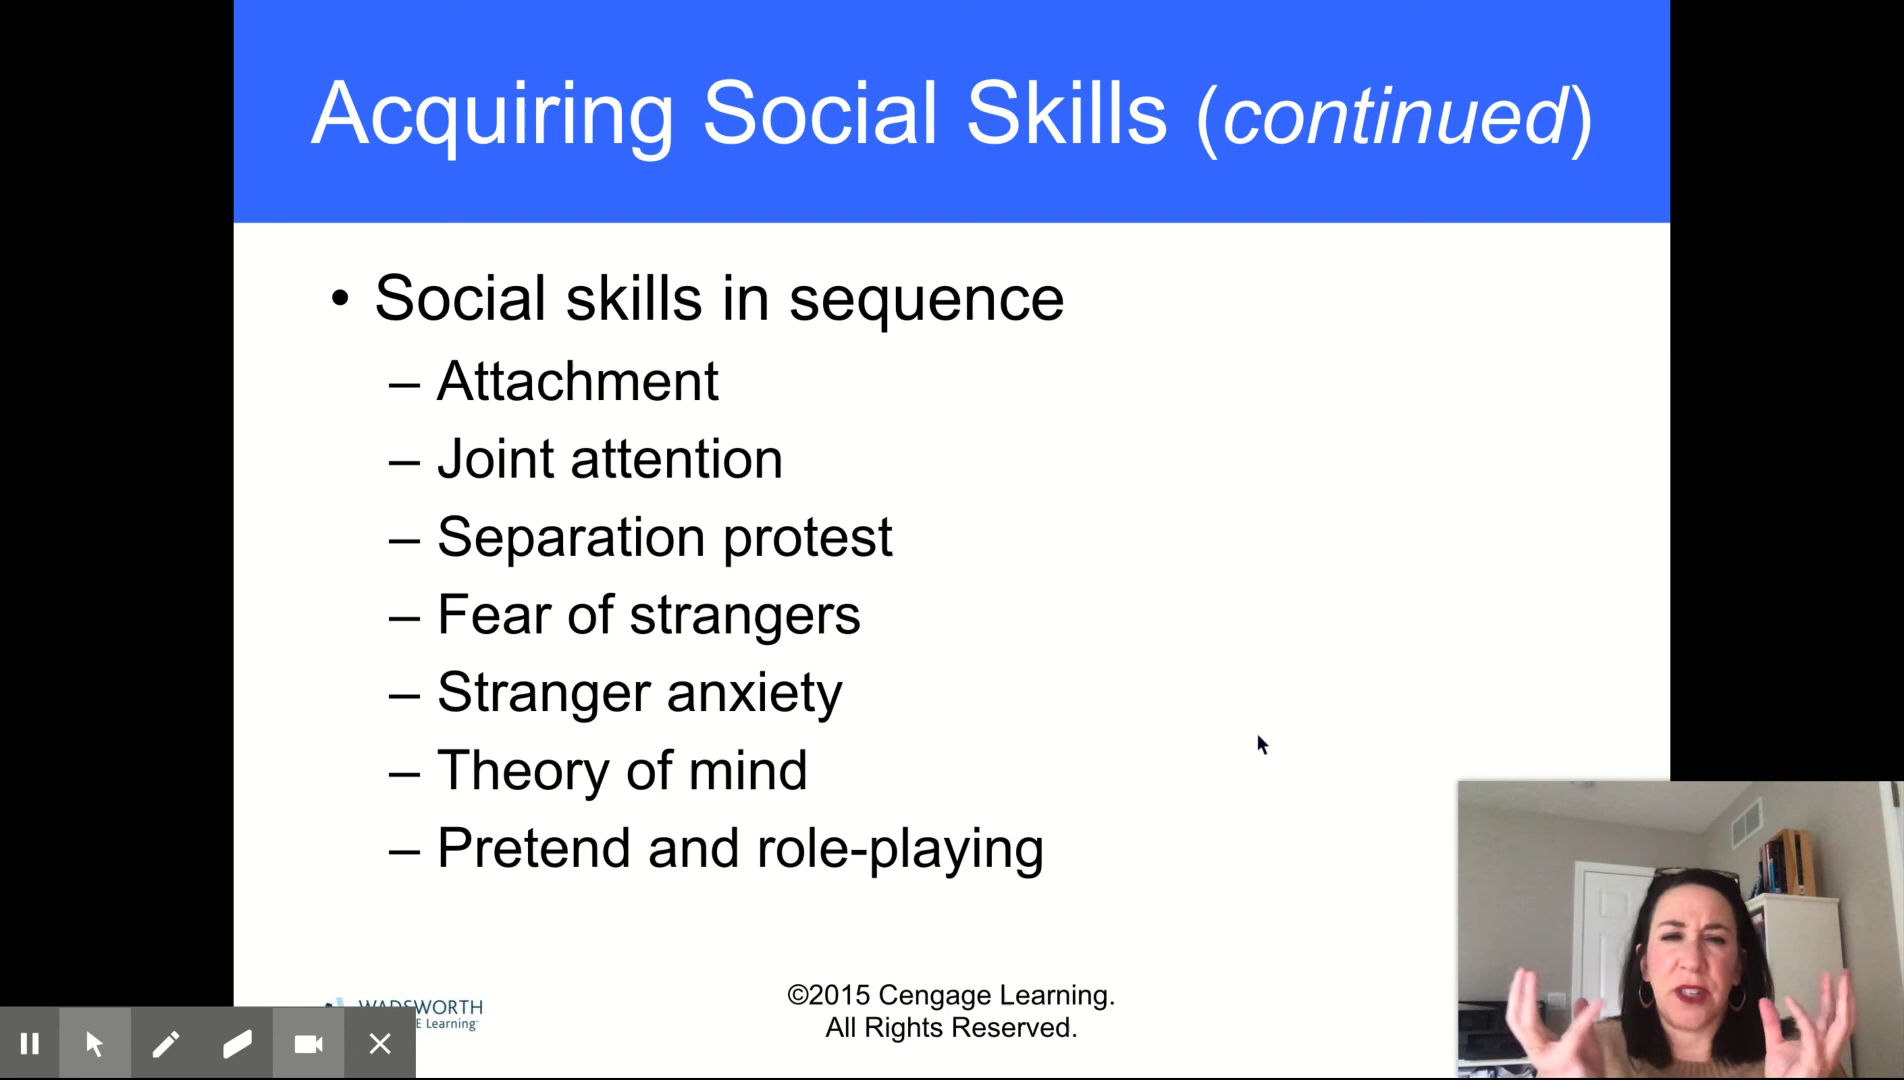 Acquiring Social Skills (continued)
• Social skills in sequence
– Attachment
– Joint attention
– Separation protest
– Fear of strangers
– Stranger anxiety
– Theory of mind
– Pretend and role-playing
WADSWORTH
E Learning™
©2015 Cengage Learning.
All Rights Reserved.